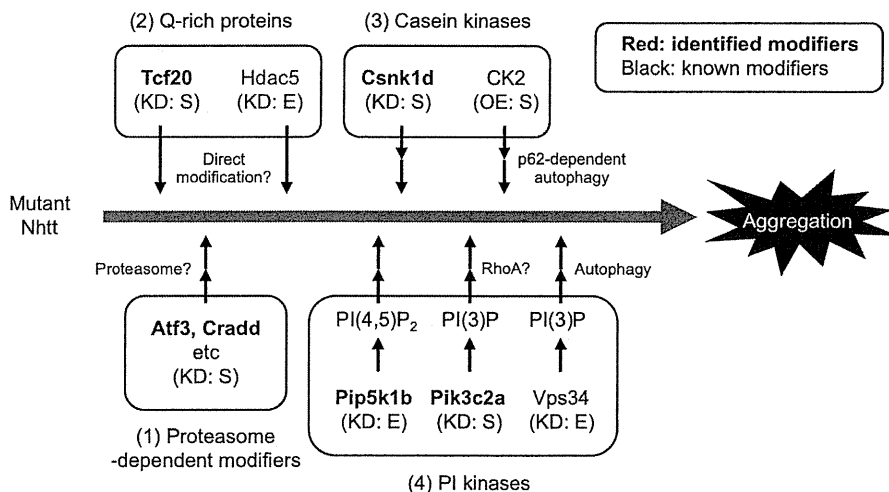 (2) Q-rich proteins
(3) Casein kinases
Red: identified modifiers
Black: known modifiers
Tcf20
(KD: S)
Hdac5
(KD: E)
Csnk1d
(KD: S)
CK2
(OE: S)
Direct
modification?
p62-dependent
autophagy
Mutant
Nhtt
Aggregation
Proteasome?
RhoA?
Autophagy
Atf3, Cradd
etc
(KD: S)
PI(4,5)P2
PI(3)P
PI(3)P
Pip5k1b
(KD: E)
Pik3c2a
(KD: S)
Vps34
(KD: E)
(1) Proteasome
-dependent modifiers
(4) PI kinases